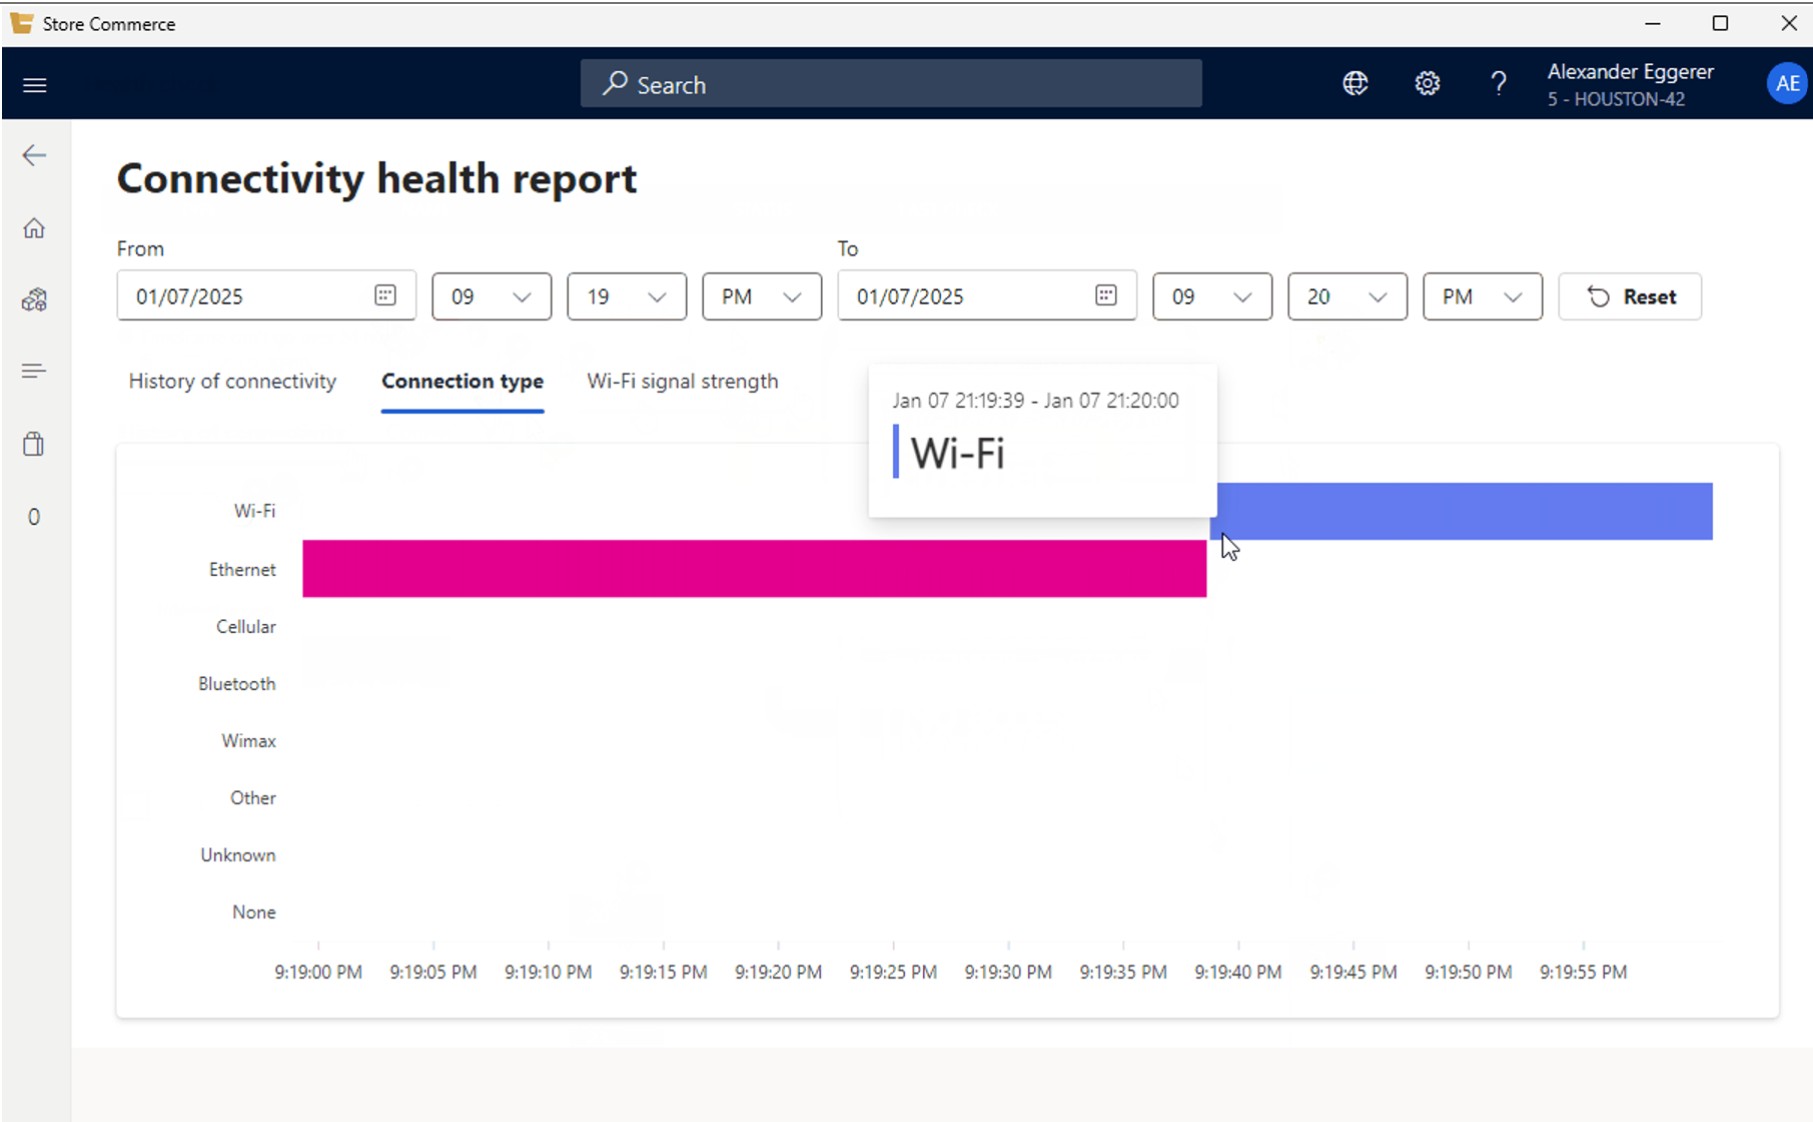 Store Commerce
Search
Alexander Eggerer
5 - HOUSTON-42
AE
Connectivity health report
From
To
01/07/2025
09
19
PM
01/07/2025
09
20
PM
Reset
History of connectivity
Connection type
Wi-Fi signal strength
Jan 07 21:19:39 - Jan 07 21:20:00
Wi-Fi
Wi-Fi
Ethernet
Cellular
Bluetooth
Wimax
Other
Unknown
None
0
9:19:00 PM 9:19:05 PM 9:19:10 PM 9:19:15 PM 9:19:20 PM 9:19:25 PM 9:19:30 PM 9:19:35 PM 9:19:40 PM 9:19:45 PM 9:19:50 PM 9:19:55 PM